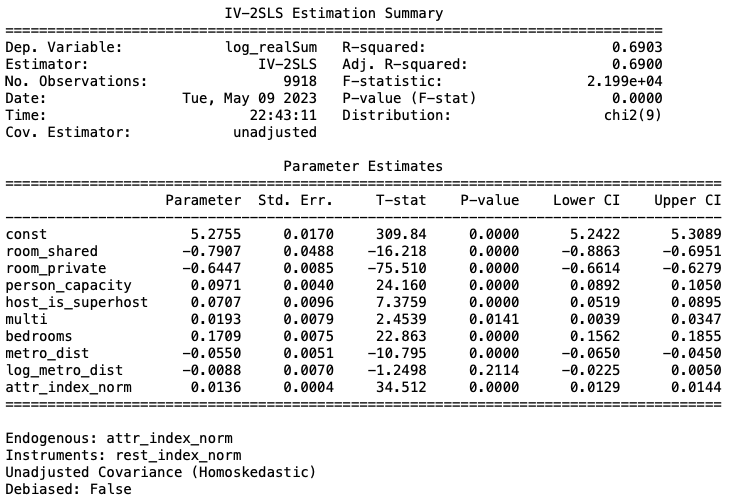 IV-2SLS Estimation Summary
==============================================================================
Dep. Variable: log_realSum R-squared: 0.6903
Estimator: IV-2SLS Adj. R-squared: 0.6900
No. Observations: 9918 F-statistic: 2.199e+04
Date: Tue, May 09 2023 P-value (F-stat) 0.0000
Time: 22:43:11 Distribution: chi2(9)
Cov. Estimator: unadjusted
Parameter Estimates
=====================================================================================
Parameter Std. Err. T-stat P-value Lower CI Upper CI
-------------------------------------------------------------------------------------
const 5.2755 0.0170 309.84 0.0000 5.2422 5.3089
room_shared -0.7907 0.0488 -16.218 0.0000 -0.8863 -0.6951
room_private -0.6447 0.0085 -75.510 0.0000 -0.6614 -0.6279
person_capacity 0.0971 0.0040 24.160 0.0000 0.0892 0.1050
host_is_superhost 0.0707 0.0096 7.3759 0.0000 0.0519 0.0895
multi 0.0193 0.0079 2.4539 0.0141 0.0039 0.0347
bedrooms 0.1709 0.0075 22.863 0.0000 0.1562 0.1855
metro_dist -0.0550 0.0051 -10.795 0.0000 -0.0650 -0.0450
log_metro_dist -0.0088 0.0070 -1.2498 0.2114 -0.0225 0.0050
attr_index_norm 0.0136 0.0004 34.512 0.0000 0.0129 0.0144
=====================================================================================
Endogenous: attr_index_norm
Instruments: rest_index_norm
Unadjusted Covariance (Homoskedastic)
Debiased: False